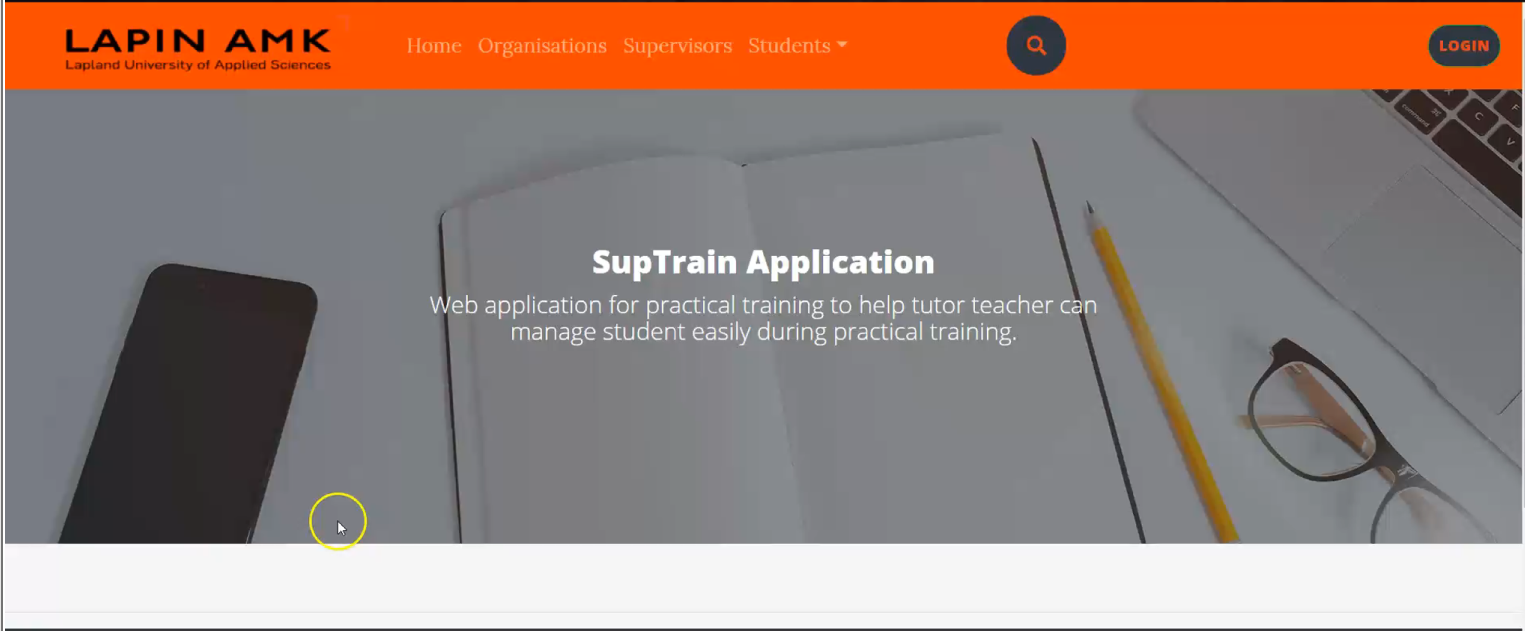 LAPIN AMK
Lapland University of Applied Sciences
Home Organisations Supervisors Students
LOGIN
SupTrain Application
Web application for practical training to help tutor teacher can
manage student easily during practical training.
command
C
V
F